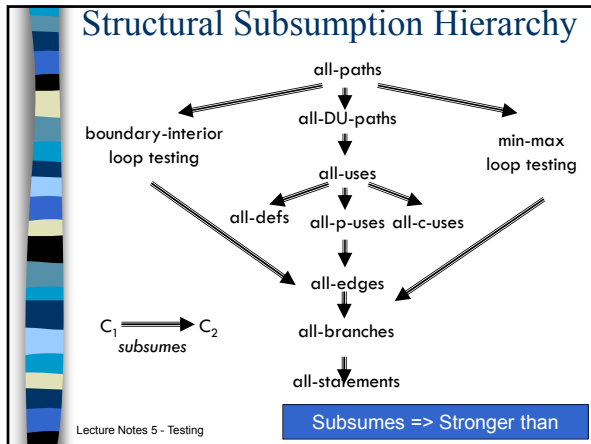 Structural Subsumption Hierarchy
all-paths
all-DU-paths
boundary-interior
loop testing
min-max
loop testing
all-uses
all-defs
all-p-uses
all-c-uses
all-edges
C₁
C₂
subsumes
all-branches
all-statements
Subsumes => Stronger than
Lecture Notes 5 - Testing